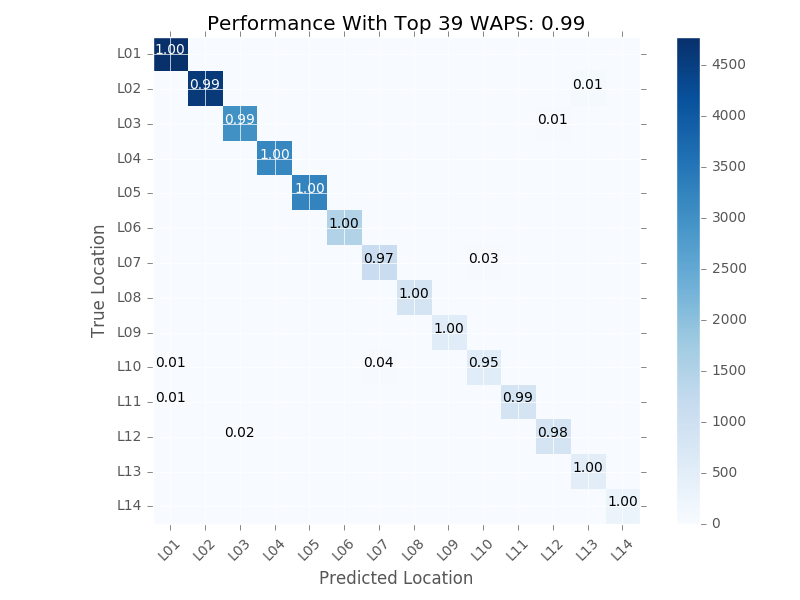 Performance With Top 39 WAPS: 0.99
L01 1.00
L02 0.99 0.01
L03 0.99 0.01
L04 1.00
L05 1.00
L06 1.00
L07 0.97 0.03
L08 1.00
L09 1.00
L10 0.01 0.04 0.95
L11 0.01 0.99
L12 0.02 0.98
L13 1.00
L14 1.00
L01 L02 L03 L04 L05 L06 L07 L08 L09 L10 L11 L12 L13 L14
Predicted Location
True Location
4500
4000
3500
3000
2500
2000
1500
1000
500
0